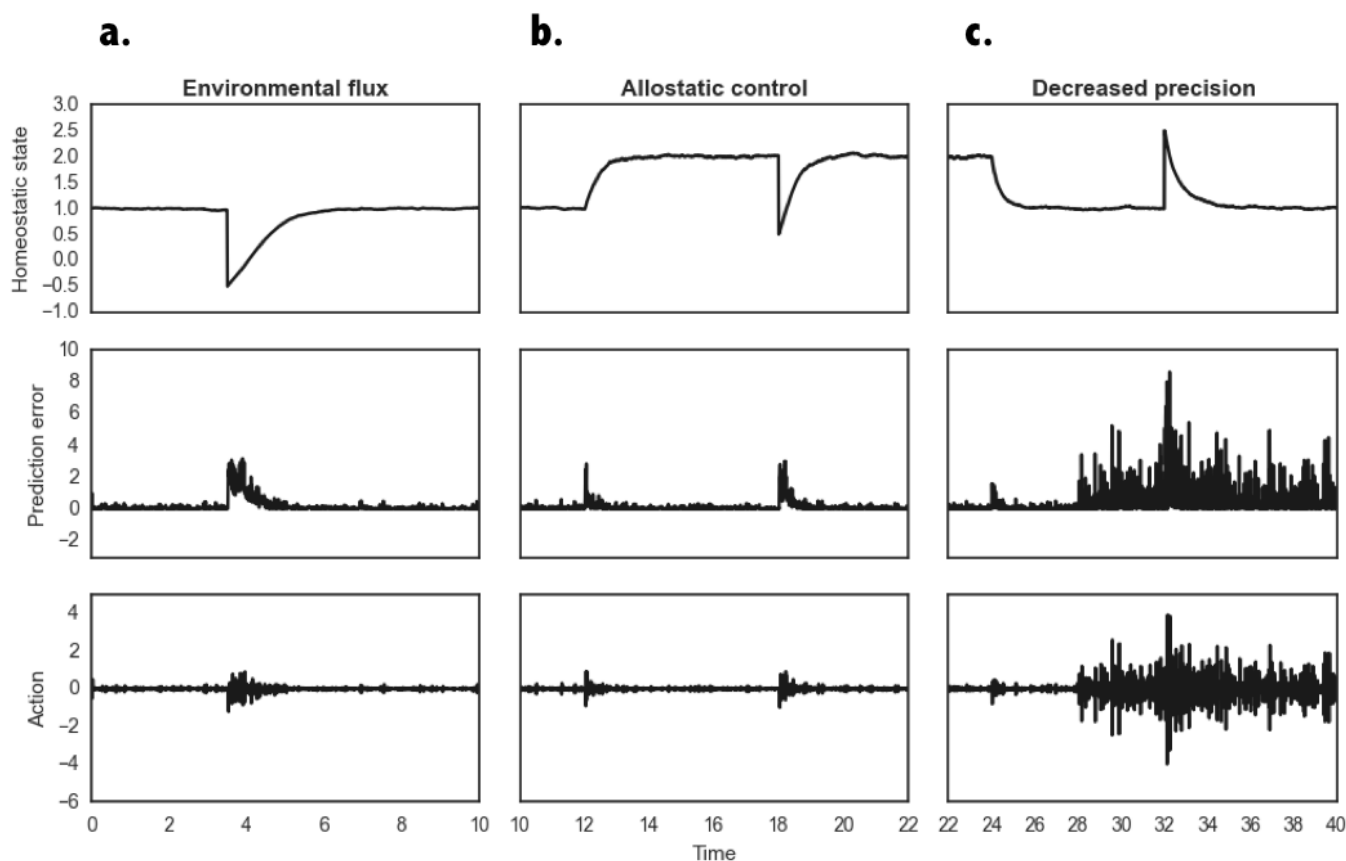 a.
b.
c.
Environmental flux
Allostatic control
Decreased precision
Homeostatic state
3.0
2.5
2.0
1.5
1.0
0.5
0.0
−0.5
−1.0
Prediction error
10
8
6
4
2
0
−2
Action
4
2
0
−2
−4
−6
0 2 4 6 8 10
10 12 14 16 18 20 22
22 24 26 28 30 32 34 36 38 40
Time